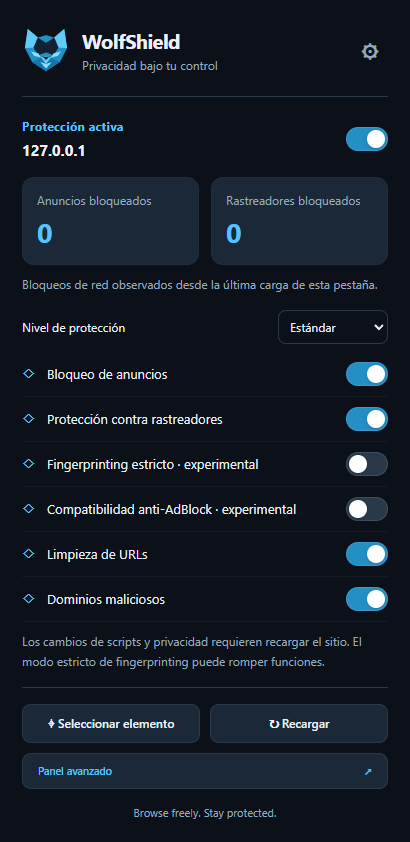 WolfShield
Privacidad bajo tu control
Protección activa
127.0.0.1
Anuncios bloqueados
Rastreadores bloqueados
0
0
Bloqueos de red observados desde la última carga de esta pestaña.
Nivel de protección
Estándar
Bloqueo de anuncios
Protección contra rastreadores
Fingerprinting estricto · experimental
Compatibilidad anti-AdBlock · experimental
Limpieza de URLs
Dominios maliciosos
Los cambios de scripts y privacidad requieren recargar el sitio. El
modo estricto de fingerprinting puede romper funciones.
⌖ Seleccionar elemento
↻ Recargar
Panel avanzado ↗
Browse freely. Stay protected.